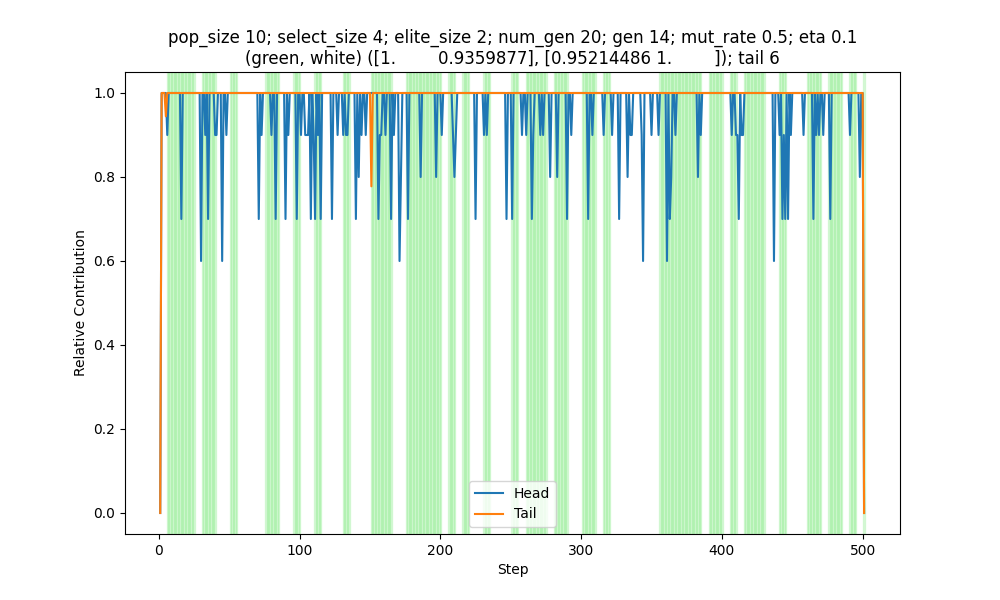 pop_size 10; select_size 4; elite_size 2; num_gen 20; gen 14; mut_rate 0.5; eta 0.1
(green, white) ([1. 0.9359877], [0.95214486 1. ]); tail 6
1.0
0.8
0.6
0.4
0.2
0.0
Relative Contribution
Head
Tail
0 100 200 300 400 500
Step